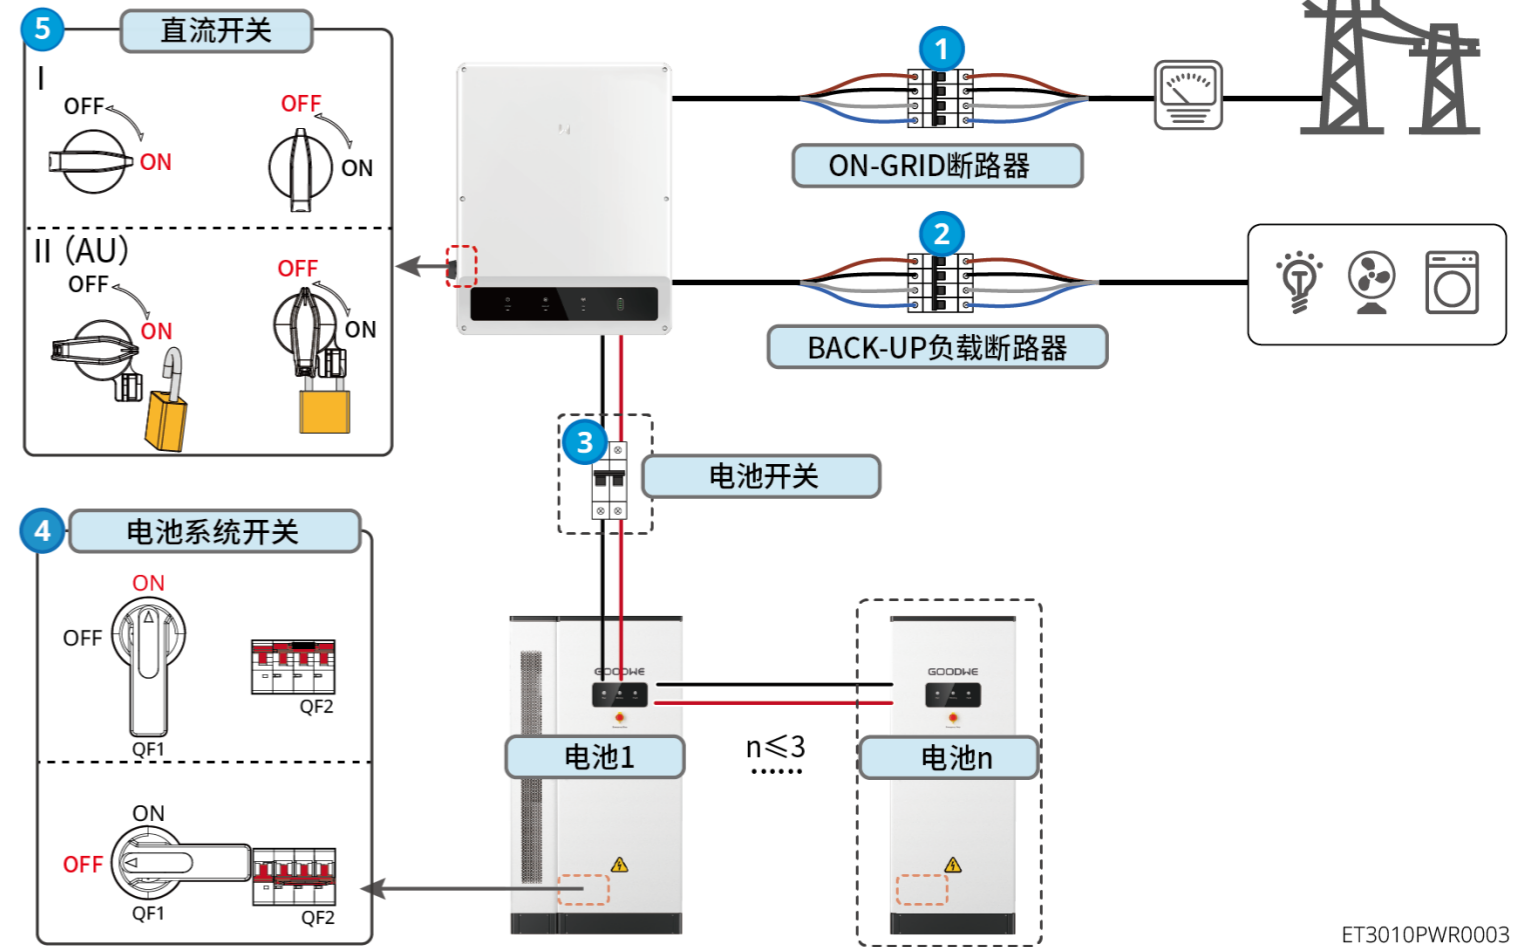 5
直流开关
I
OFF
ON
OFF
ON
II（AU）
OFF
ON
OFF
ON
1
ON-GRID断路器
2
BACK-UP负载断路器
3
电池开关
4
电池系统开关
ON
OFF
QF1
QF2
ON
OFF
QF1
QF2
GOODWE
电池1
n≤3
......
GOODWE
电池n
ET3010PWR0003